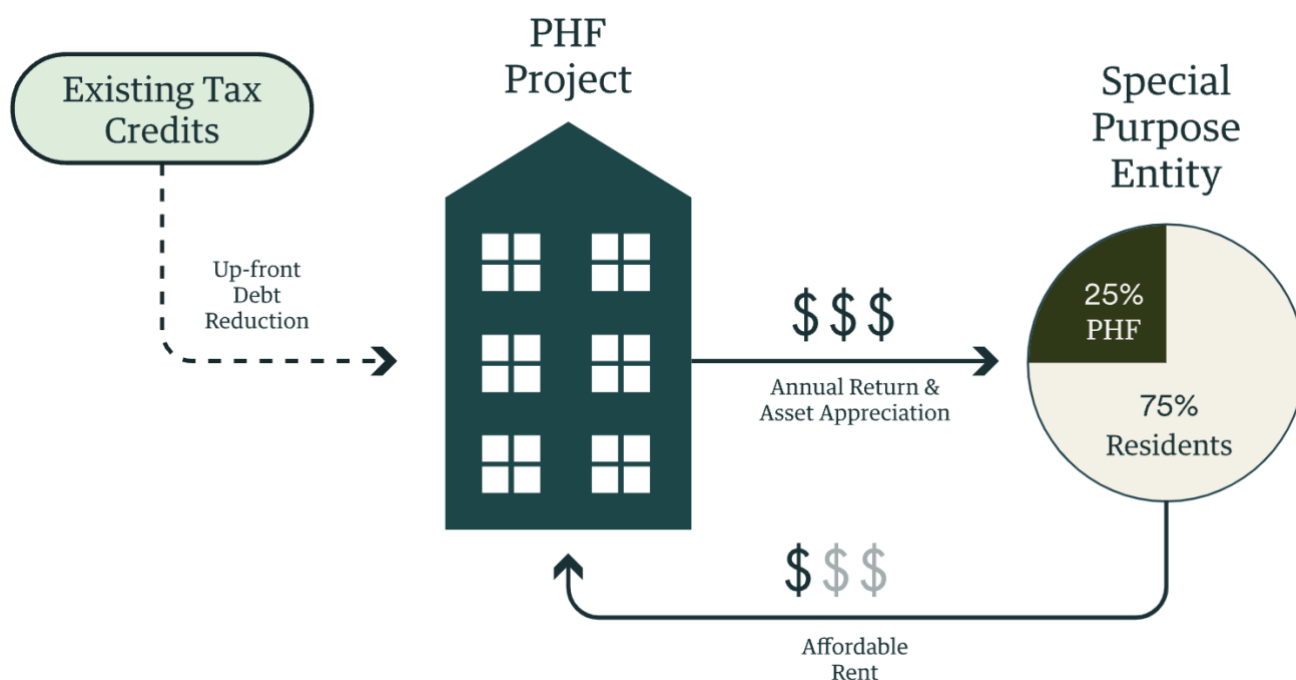 Existing Tax
Credits
Up-front
Debt
Reduction
PHF
Project
$$$
Annual Return &
Asset Appreciation
Special
Purpose
Entity
25%
PHF
75%
Residents
$$$
Affordable
Rent